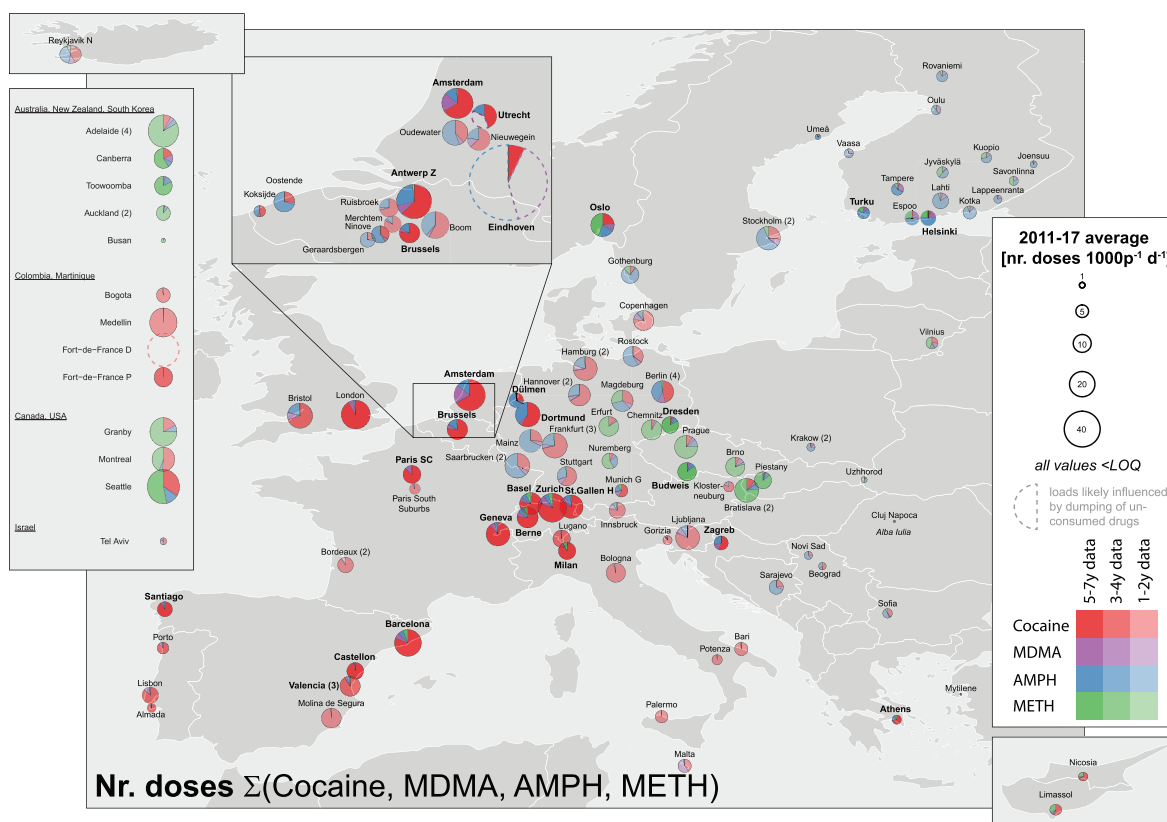 Reykjavik N
Australia, New Zealand, South Korea
Adelaide (4)
Canberra
Toowoomba
Auckland (2)
Busan
Colombia, Martinique
Bogota
Medellin
Fort-de-France D
Fort-de-France P
Canada, USA
Granby
Montreal
Seattle
Israel
Tel Aviv
Amsterdam
Utrecht
Oudewater
Nieuwegein
Antwerp Z
Oostende
Koksijde
Ruisbroek
Merchtem
Ninove
Boom
Geraardsbergen
Brussels
Eindhoven
Rovaniemi
Oulu
Umeå
Vaasa
Kuopio
Joensuu
Jyväskylä
Savonlinna
Tampere
Lahti
Lappeenranta
Turku
Espoo
Kotka
Helsinki
Oslo
Stockholm (2)
Gothenburg
Copenhagen
Vilnius
Rostock
Hamburg (2)
Hannover (2)
Magdeburg
Berlin (4)
Amsterdam
Dülmen
Bristol
London
Brussels
Dortmund
Erfurt
Chemnitz
Dresden
Frankfurt (3)
Mainz
Prague
Krakow (2)
Saarbrucken (2)
Nuremberg
Brno
Paris SC
Stuttgart
Piestany
Uzhhorod
Munich G
Budweis
Kloster-
neuburg
Paris South
Suburbs
Basel
Zurich
St.Gallen H
Bratislava (2)
Innsbruck
Geneva
Berne
Lugano
Gorizia
Ljubljana
Zagreb
Cluj Napoca
Alba Iulia
Milan
Bordeaux (2)
Bologna
Novi Sad
Beograd
Sarajevo
Santiago
Sofia
Porto
Barcelona
Bari
Potenza
Castellon
Lisbon
Valencia (3)
Almada
Molina de Segura
Palermo
Mytilene
Athens
Malta
Nr. doses Σ(Cocaine, MDMA, AMPH, METH)
2011-17 average
[nr. doses 1000p⁻¹ d⁻¹]
1
5
10
20
40
all values <LOQ
loads likely influenced
by dumping of un-
consumed drugs
5-7y data
3-4y data
1-2y data
Cocaine
MDMA
AMPH
METH
Nicosia
Limassol